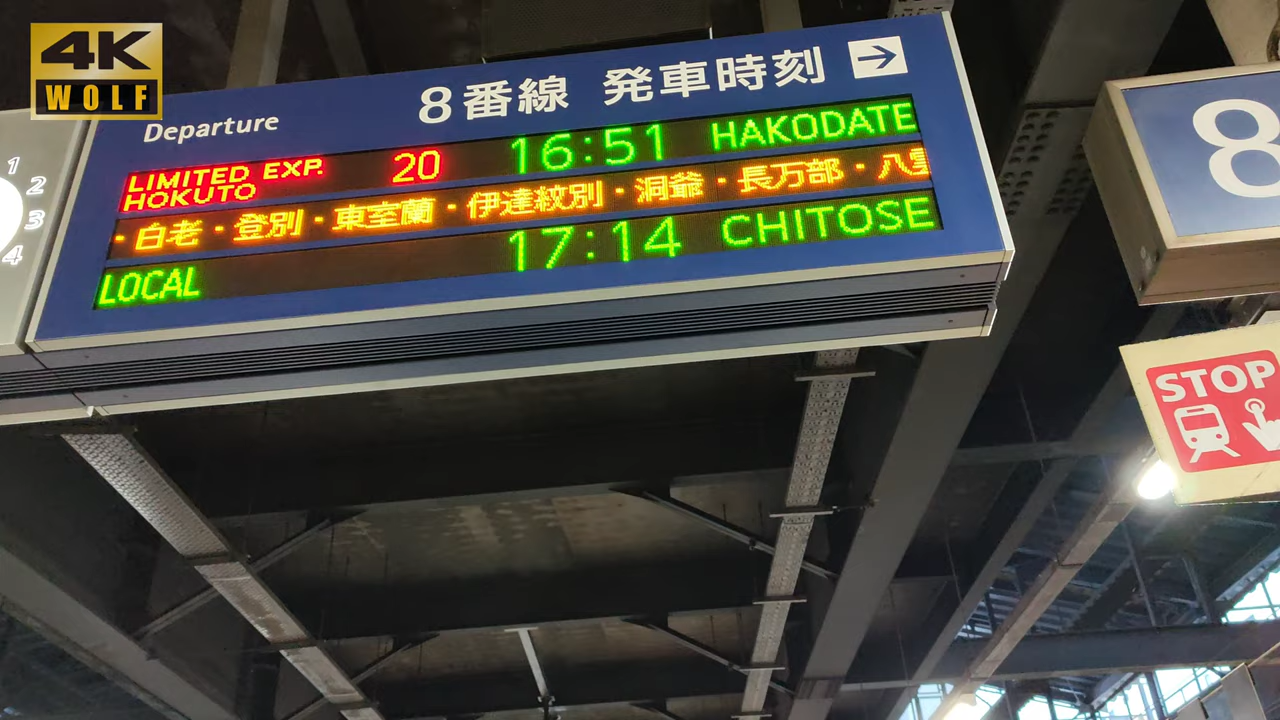 4K
WOLF
8番線 発車時刻 →
Departure
LIMITED EXP. HOKUTO 20 16:51 HAKODATE
・白老・登別・東室蘭・伊達紋別・洞爺・長万部・八雲
LOCAL 17:14 CHITOSE
1
2
3
4
8
STOP